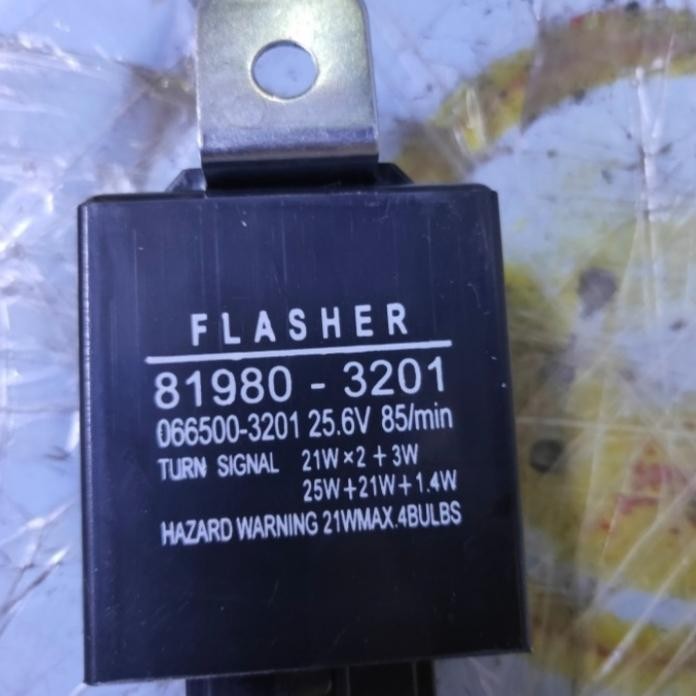 FLASHER
81980 - 3201
066500-3201 25.6V 85/min
TURN SIGNAL 21W×2+3W
25W+21W+1.4W
HAZARD WARNING 21WMAX.4BULBS